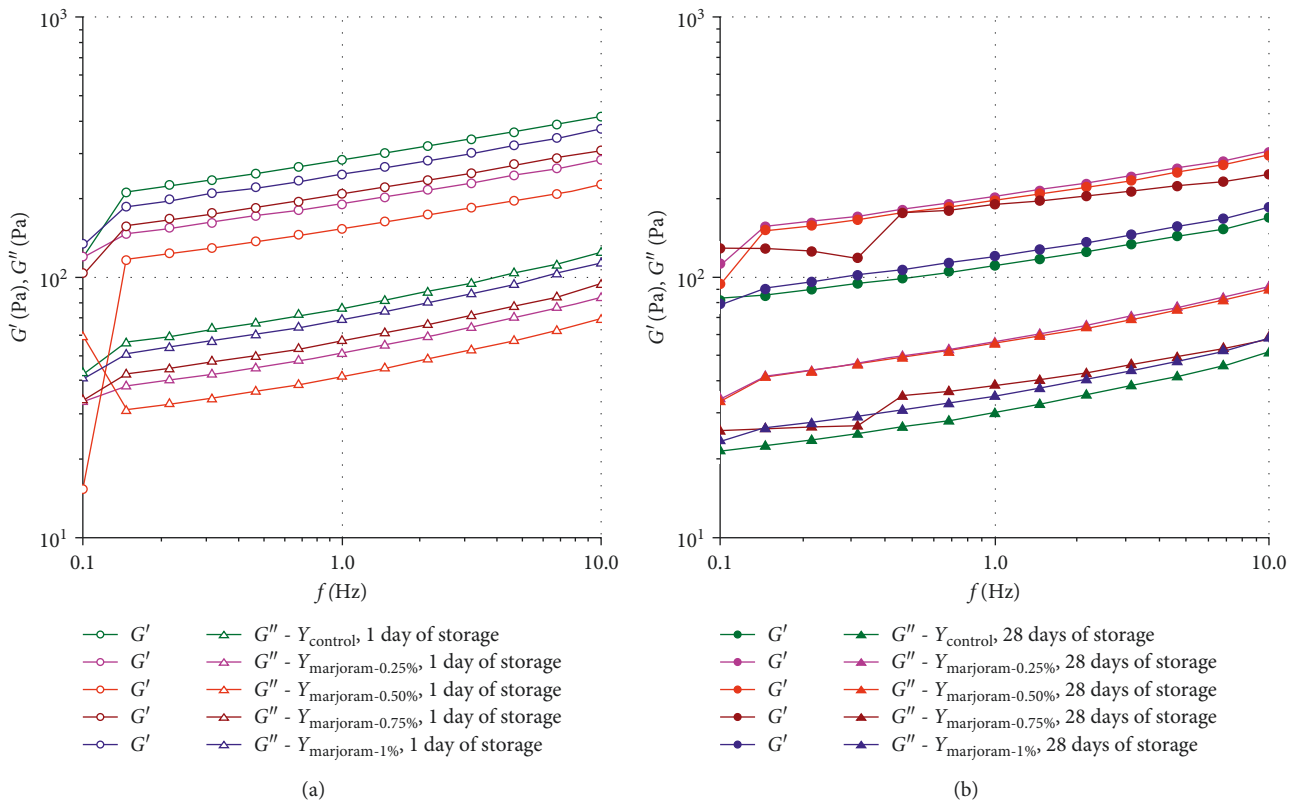 10³
10²
10¹
G′ (Pa), G″ (Pa)
0.1 1.0 10.0
f (Hz)
G′ G″ - Y_control, 1 day of storage
G′ G″ - Y_marjoram-0.25%, 1 day of storage
G′ G″ - Y_marjoram-0.50%, 1 day of storage
G′ G″ - Y_marjoram-0.75%, 1 day of storage
G′ G″ - Y_marjoram-1%, 1 day of storage
(a)
10³
10²
10¹
G′ (Pa), G″ (Pa)
0.1 1.0 10.0
f (Hz)
G′ G″ - Y_control, 28 days of storage
G′ G″ - Y_marjoram-0.25%, 28 days of storage
G′ G″ - Y_marjoram-0.50%, 28 days of storage
G′ G″ - Y_marjoram-0.75%, 28 days of storage
G′ G″ - Y_marjoram-1%, 28 days of storage
(b)